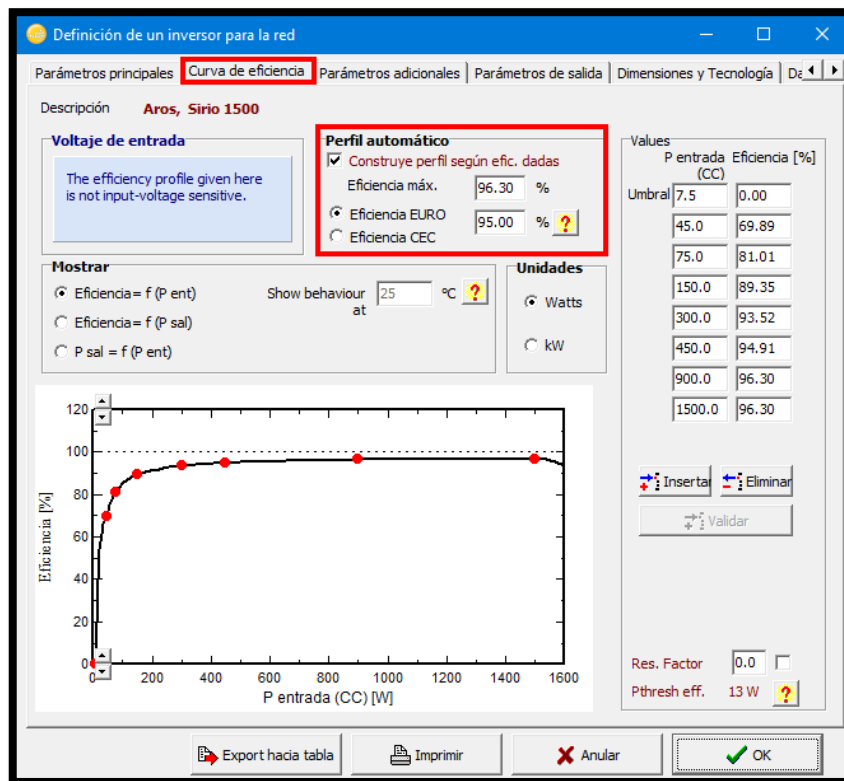 Definición de un inversor para la red
Parámetros principales
Curva de eficiencia
Parámetros adicionales
Parámetros de salida
Dimensiones y Tecnología
Descripción
Aros, Sirio 1500
Voltaje de entrada
The efficiency profile given here
is not input-voltage sensitive.
Perfil automático
Construye perfil según efic. dadas
Eficiencia máx. 96.30 %
Eficiencia EURO 95.00 % ?
Eficiencia CEC
Mostrar
Eficiencia= f (P ent)
Eficiencia= f (P sal)
P sal = f (P ent)
Show behaviour
at
25 ºC ?
Unidades
Watts
kW
Values
P entrada Eficiencia [%]
(CC)
Umbral 7.5 0.00
45.0 69.89
75.0 81.01
150.0 89.35
300.0 93.52
450.0 94.91
900.0 96.30
1500.0 96.30
Insertar
Eliminar
Validar
Res. Factor 0.0
Pthresh eff. 13 W ?
120
100
80
60
40
20
0
Eficiencia [%]
0 200 400 600 800 1000 1200 1400 1600
P entrada (CC) [W]
Export hacia tabla
Imprimir
Anular
OK